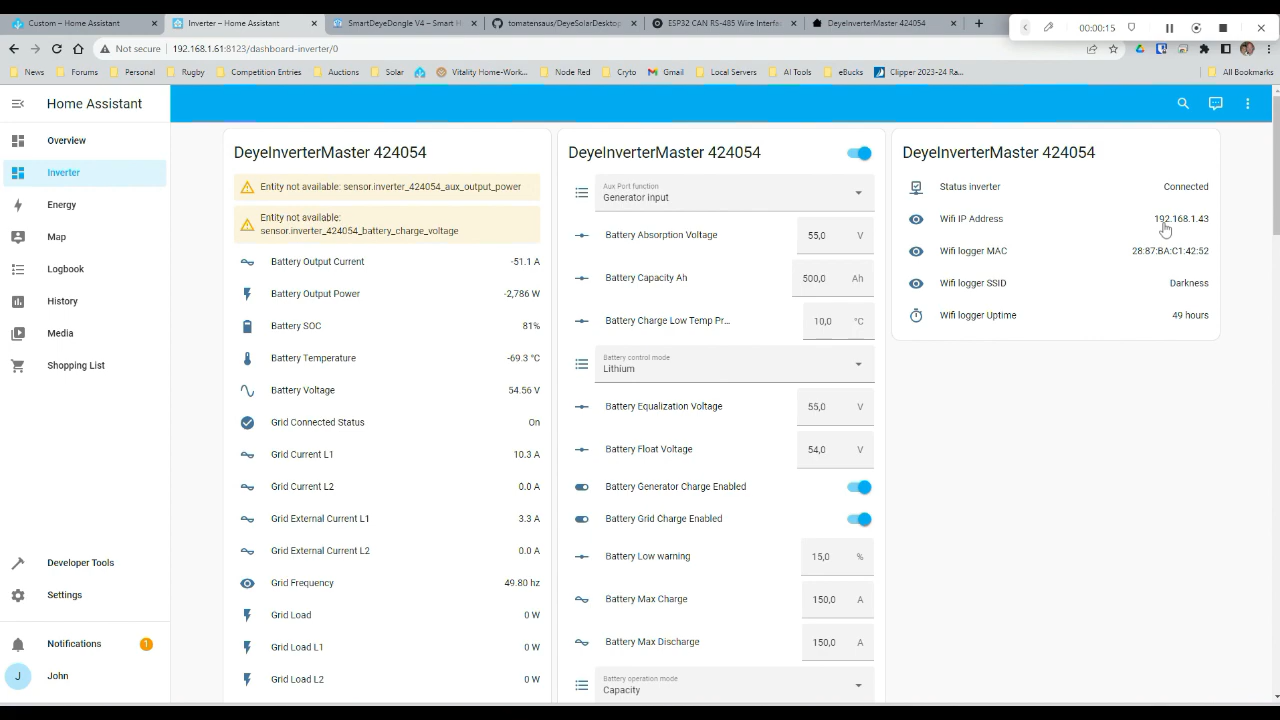 Custom – Home Assistant
Inverter – Home Assistant
SmartDeyeDongle V4 – Smart H
tomatensaus/DeyeSolarDesktop
ESP32 CAN RS-485 Wire Interfa
DeyeInverterMaster 424054
00:00:15
Not secure
192.168.1.61:8123/dashboard-inverter/0
News
Forums
Personal
Rugby
Competition Entries
Auctions
Solar
Vitality Home-Work...
Node Red
Cryto
Gmail
Local Servers
AI Tools
eBucks
Clipper 2023-24 Ra...
All Bookmarks
Home Assistant
Overview
Inverter
Energy
Map
Logbook
History
Media
Shopping List
Developer Tools
Settings
Notifications 1
J John
DeyeInverterMaster 424054
Entity not available: sensor.inverter_424054_aux_output_power
Entity not available:
sensor.inverter_424054_battery_charge_voltage
Battery Output Current -51.1 A
Battery Output Power -2,786 W
Battery SOC 81%
Battery Temperature -69.3 °C
Battery Voltage 54.56 V
Grid Connected Status On
Grid Current L1 10.3 A
Grid Current L2 0.0 A
Grid External Current L1 3.3 A
Grid External Current L2 0.0 A
Grid Frequency 49.80 hz
Grid Load 0 W
Grid Load L1 0 W
Grid Load L2 0 W
DeyeInverterMaster 424054
Aux Port function
Generator input
Battery Absorption Voltage 55,0 V
Battery Capacity Ah 500,0 Ah
Battery Charge Low Temp Pr... 10,0 °C
Battery control mode
Lithium
Battery Equalization Voltage 55,0 V
Battery Float Voltage 54,0 V
Battery Generator Charge Enabled
Battery Grid Charge Enabled
Battery Low warning 15,0 %
Battery Max Charge 150,0 A
Battery Max Discharge 150,0 A
Battery operation mode
Capacity
DeyeInverterMaster 424054
Status inverter Connected
Wifi IP Address 192.168.1.43
Wifi logger MAC 28:87:BA:C1:42:52
Wifi logger SSID Darkness
Wifi logger Uptime 49 hours